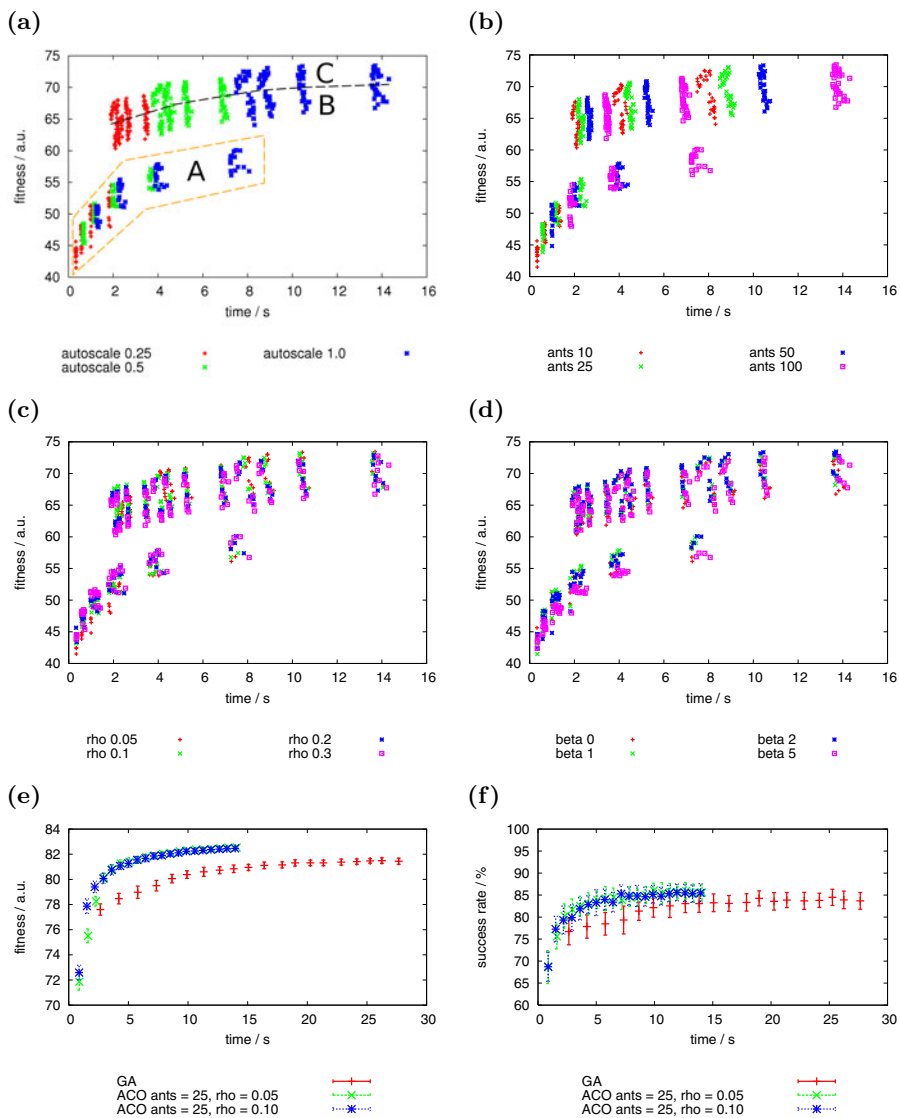 (a)
75
70
65
60
55
50
45
40
fitness / a.u.
C
B
A
0 2 4 6 8 10 12 14 16
time / s
autoscale 0.25 autoscale 1.0
autoscale 0.5
(b)
75
70
65
60
55
50
45
40
fitness / a.u.
0 2 4 6 8 10 12 14 16
time / s
ants 10 ants 50
ants 25 ants 100
(c)
75
70
65
60
55
50
45
40
fitness / a.u.
0 2 4 6 8 10 12 14 16
time / s
rho 0.05 rho 0.2
rho 0.1 rho 0.3
(d)
75
70
65
60
55
50
45
40
fitness / a.u.
0 2 4 6 8 10 12 14 16
time / s
beta 0 beta 2
beta 1 beta 5
(e)
84
82
80
78
76
74
72
70
fitness / a.u.
0 5 10 15 20 25 30
time / s
GA
ACO ants = 25, rho = 0.05
ACO ants = 25, rho = 0.10
(f)
100
95
90
85
80
75
70
65
60
success rate / %
0 5 10 15 20 25 30
time / s
GA
ACO ants = 25, rho = 0.05
ACO ants = 25, rho = 0.10